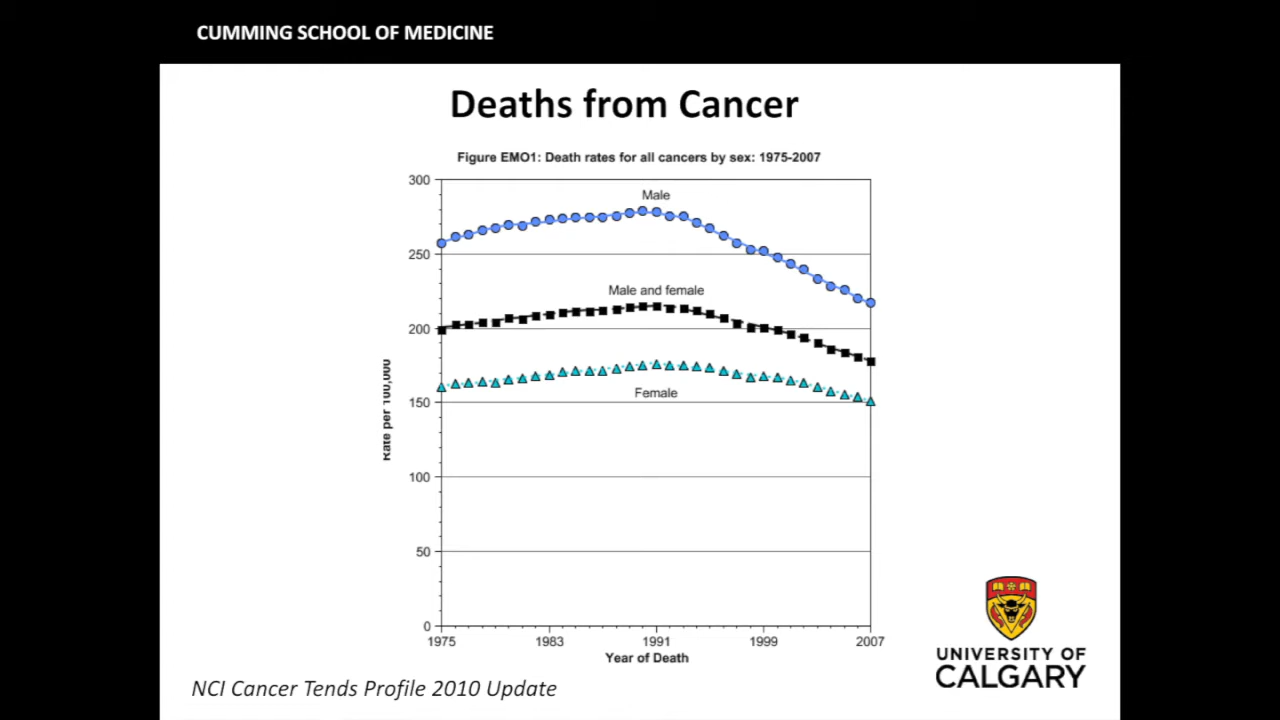 CUMMING SCHOOL OF MEDICINE
Deaths from Cancer
Figure EMO1: Death rates for all cancers by sex: 1975-2007
300
Male
250
Male and female
200
Rate per 100,000
150
Female
100
50
0
1975 1983 1991 1999 2007
Year of Death
NCI Cancer Tends Profile 2010 Update
UNIVERSITY OF
CALGARY